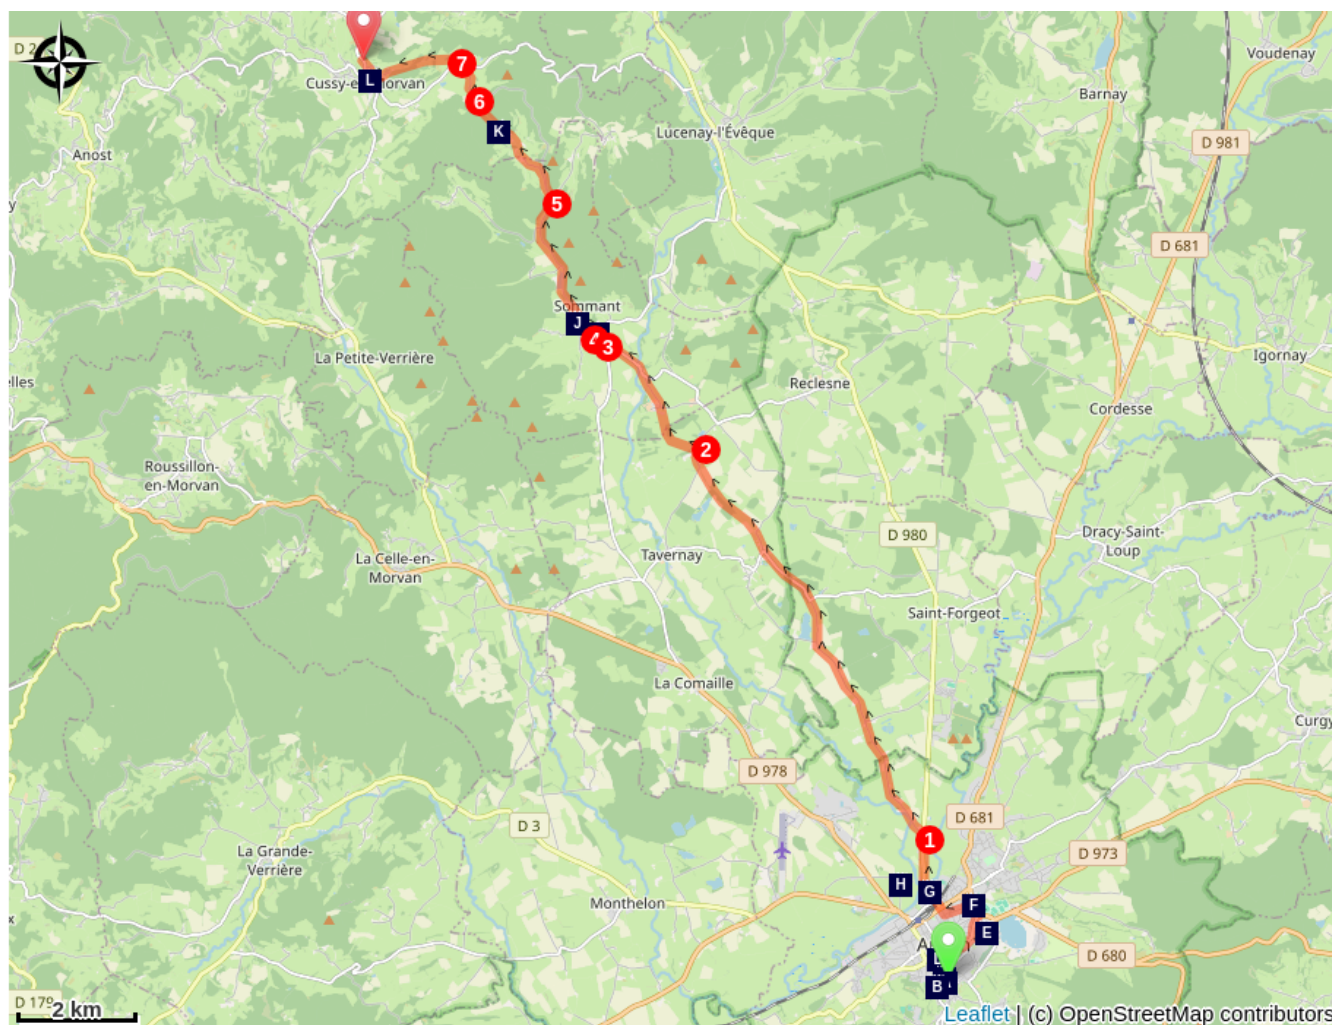 D 2
Cussy-en-Morvan
L
7
6
K
Anost
Lucenay-l'Évêque
Barnay
Voudenay
D 981
y
5
D 681
Sommant
J
4
3
La Petite-Verrière
Reclesne
Igornay
elles
Cordesse
2
Roussillon-
en-Morvan
D 980
Dracy-Saint-
Loup
La Celle-en-
Morvan
Tavernay
Saint-Forgeot
La Comaille
Curgy
D 978
D 3
D 681
1
La Grande-
Verrière
D 973
H
G
F
Monthelon
x
E
D 680
B
D 179
2 km
Leaflet | (c) OpenStreetMap contributors